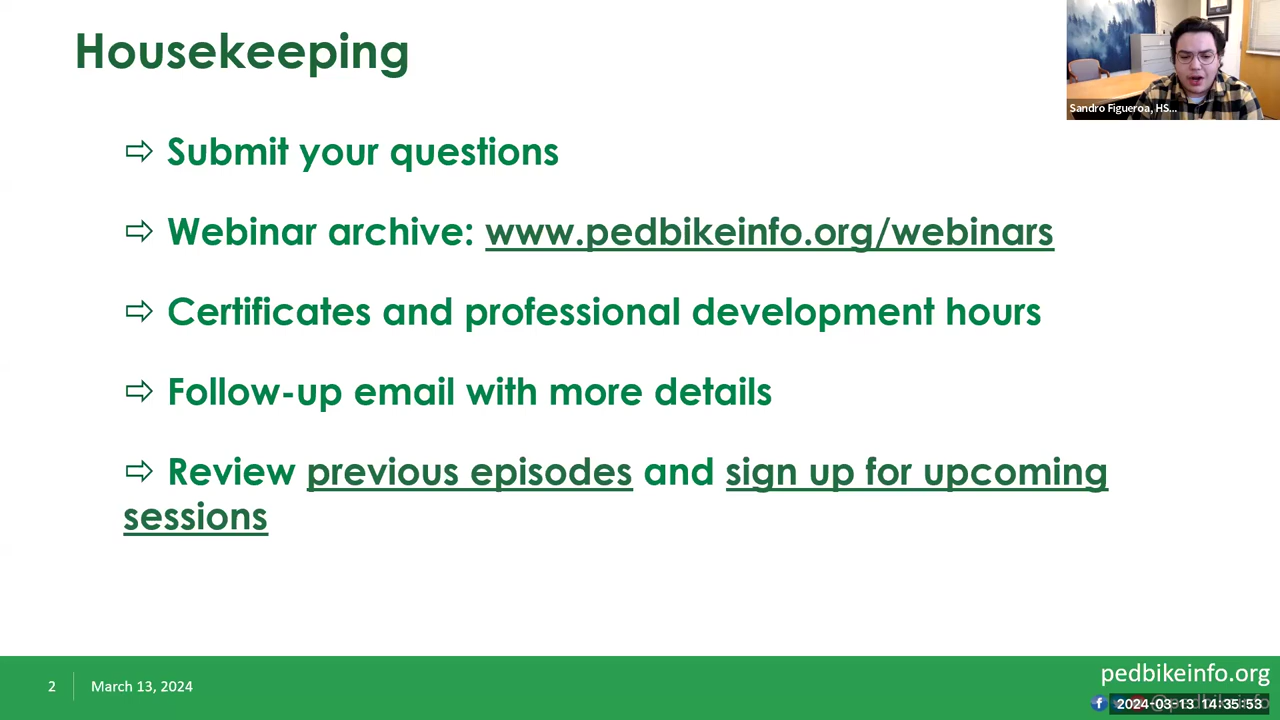 Housekeeping
Sandro Figueroa, HS...
⇨ Submit your questions
⇨ Webinar archive: www.pedbikeinfo.org/webinars
⇨ Certificates and professional development hours
⇨ Follow-up email with more details
⇨ Review previous episodes and sign up for upcoming
sessions
2
March 13, 2024
pedbikeinfo.org
@pedbikeinfo
2024-03-13 14:35:53